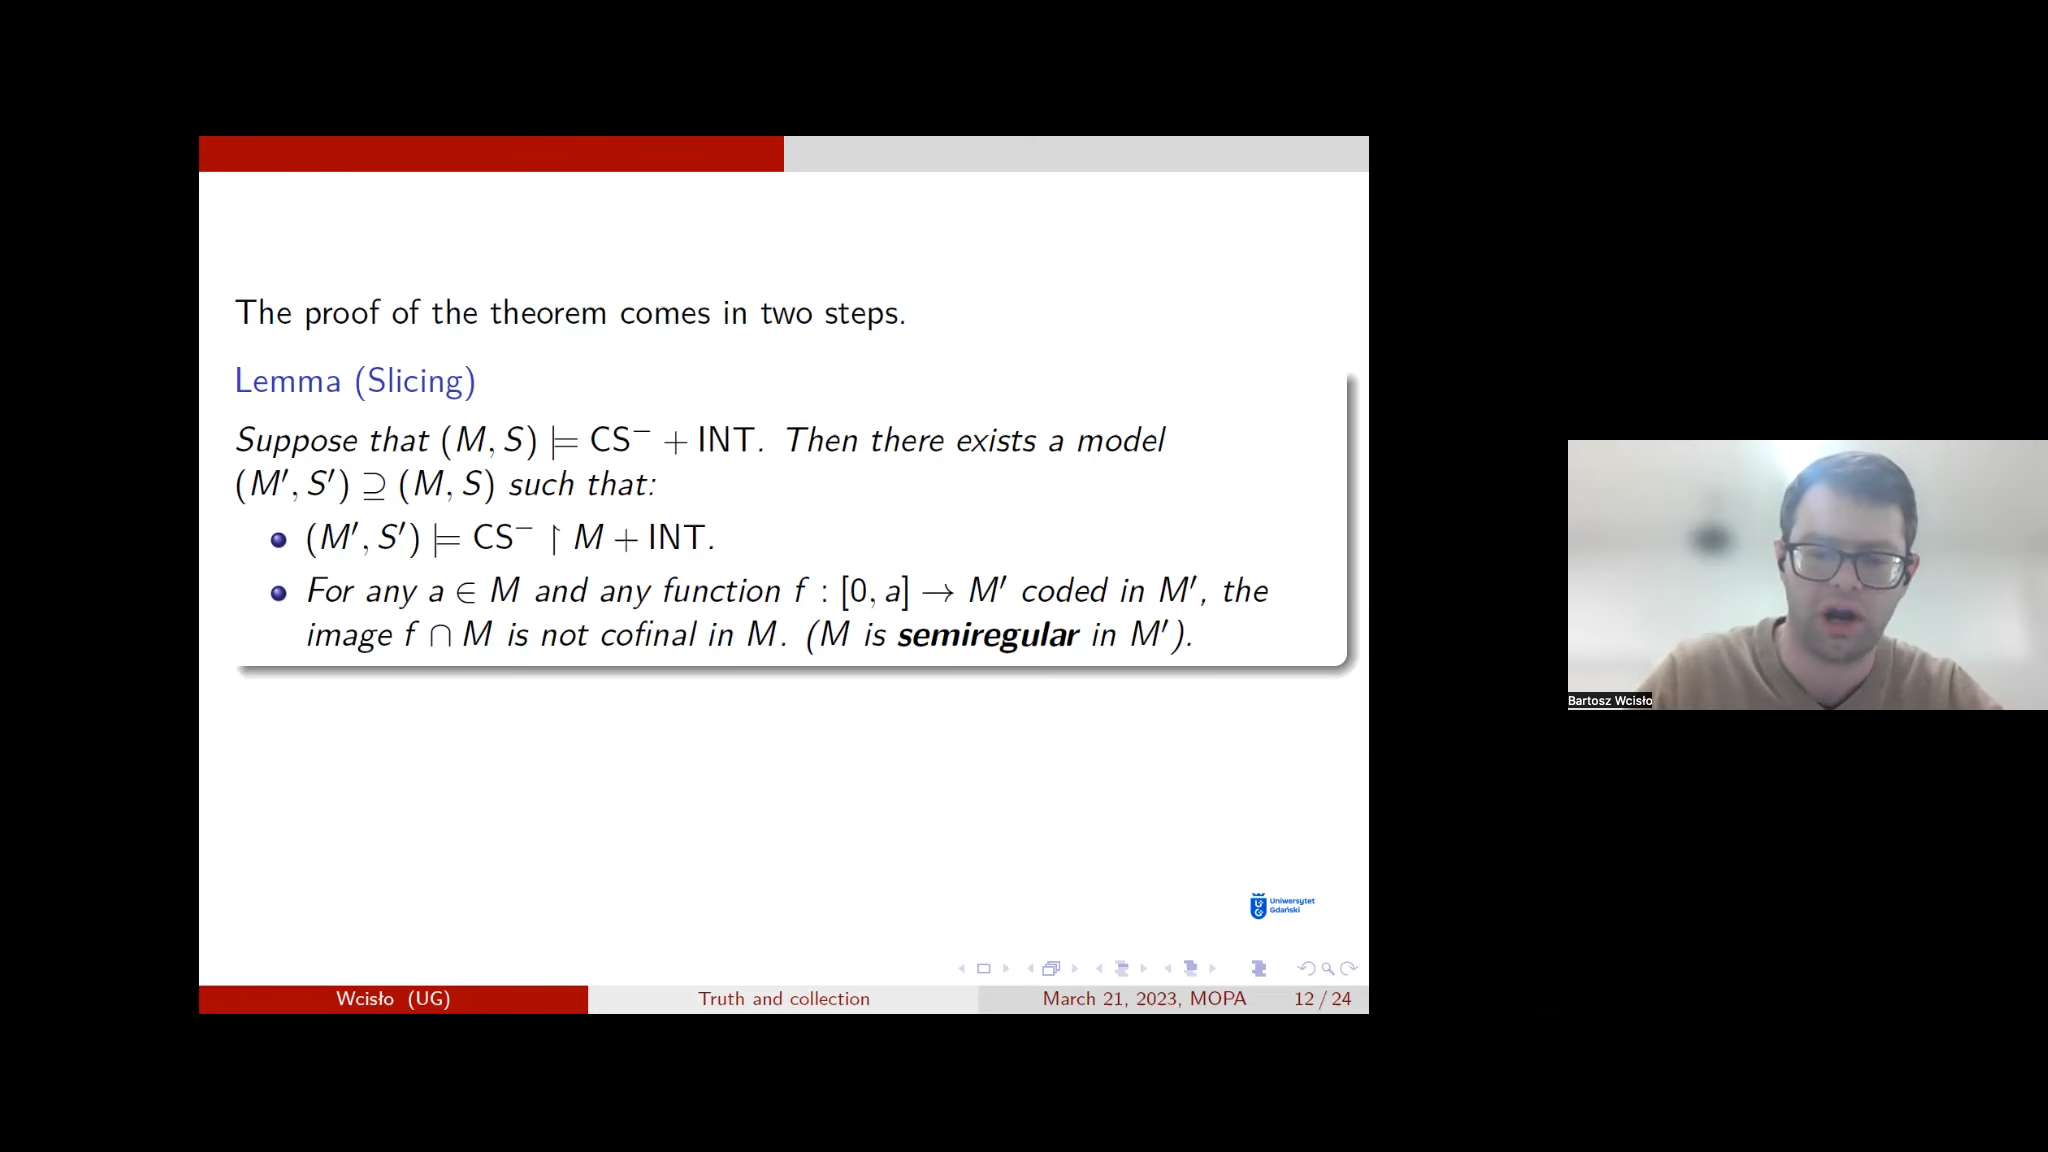 The proof of the theorem comes in two steps.
Lemma (Slicing)
Suppose that (M, S) ⊨ CS⁻ + INT. Then there exists a model
(M′, S′) ⊇ (M, S) such that:
(M′, S′) ⊨ CS⁻ ↾ M + INT.
For any a ∈ M and any function f : [0, a] → M′ coded in M′, the
image f ∩ M is not cofinal in M. (M is semiregular in M′).
Uniwersytet
Gdański
Wcisło (UG)
Truth and collection
March 21, 2023, MOPA
12 / 24
Bartosz Wcisło